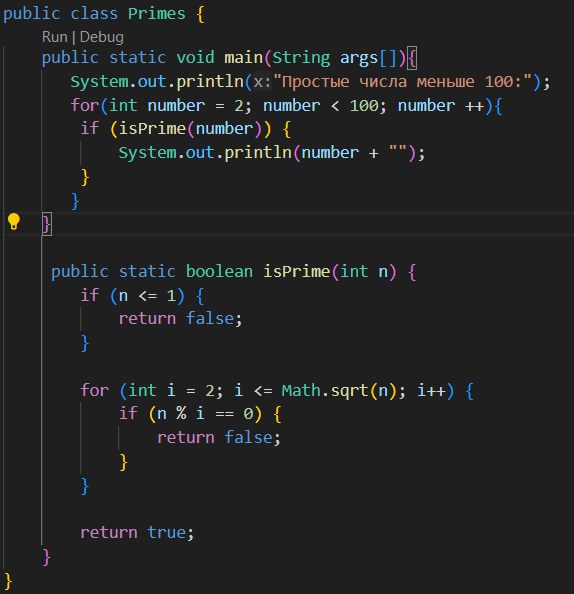 public class Primes {
Run | Debug
public static void main(String args[]){
System.out.println(x:"Простые числа меньше 100:");
for(int number = 2; number < 100; number ++){
if (isPrime(number)) {
System.out.println(number + "");
}
}
}
public static boolean isPrime(int n) {
if (n <= 1) {
return false;
}
for (int i = 2; i <= Math.sqrt(n); i++) {
if (n % i == 0) {
return false;
}
}
return true;
}
}